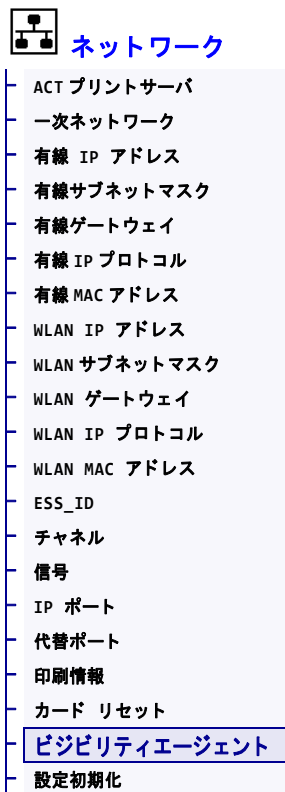 ネットワーク
ACT プリントサーバ
一次ネットワーク
有線 IP アドレス
有線サブネットマスク
有線ゲートウェイ
有線 IP プロトコル
有線 MAC アドレス
WLAN IP アドレス
WLAN サブネットマスク
WLAN ゲートウェイ
WLAN IP プロトコル
WLAN MAC アドレス
ESS_ID
チャネル
信号
IP ポート
代替ポート
印刷情報
カード リセット
ビジビリティエージェント
設定初期化